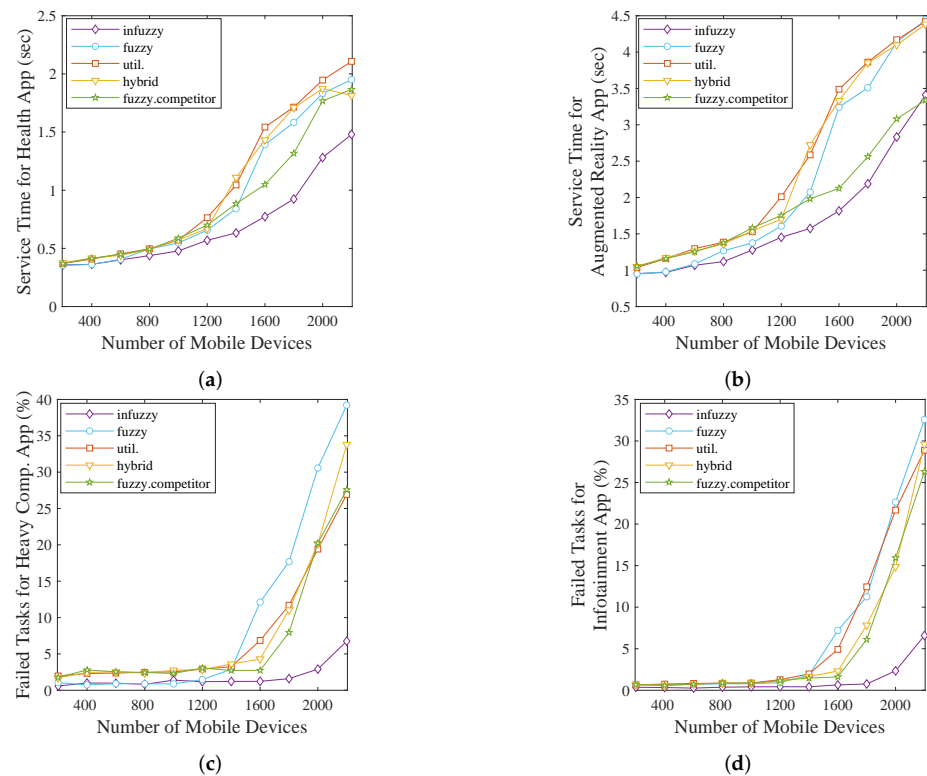 2.5
2
1.5
1
0.5
0
400
800
1200
1600
2000
Service Time for Health App (sec)
Number of Mobile Devices
infuzzy
fuzzy
util.
hybrid
fuzzy.competitor
(a)
4.5
4
3.5
3
2.5
2
1.5
1
0.5
400
800
1200
1600
2000
Service Time for
Augmented Reality App (sec)
Number of Mobile Devices
infuzzy
fuzzy
util.
hybrid
fuzzy.competitor
(b)
40
35
30
25
20
15
10
5
0
400
800
1200
1600
2000
Failed Tasks for Heavy Comp. App (%)
Number of Mobile Devices
infuzzy
fuzzy
util.
hybrid
fuzzy.competitor
(c)
35
30
25
20
15
10
5
0
400
800
1200
1600
2000
Failed Tasks for
Infotainment App (%)
Number of Mobile Devices
infuzzy
fuzzy
util.
hybrid
fuzzy.competitor
(d)